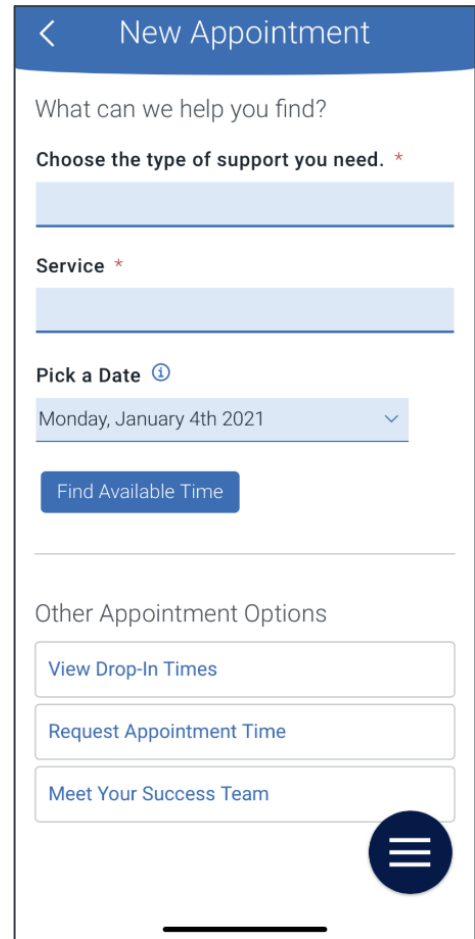 New Appointment
What can we help you find?
Choose the type of support you need. *
Service *
Pick a Date
Monday, January 4th 2021
Find Available Time
Other Appointment Options
View Drop-In Times
Request Appointment Time
Meet Your Success Team